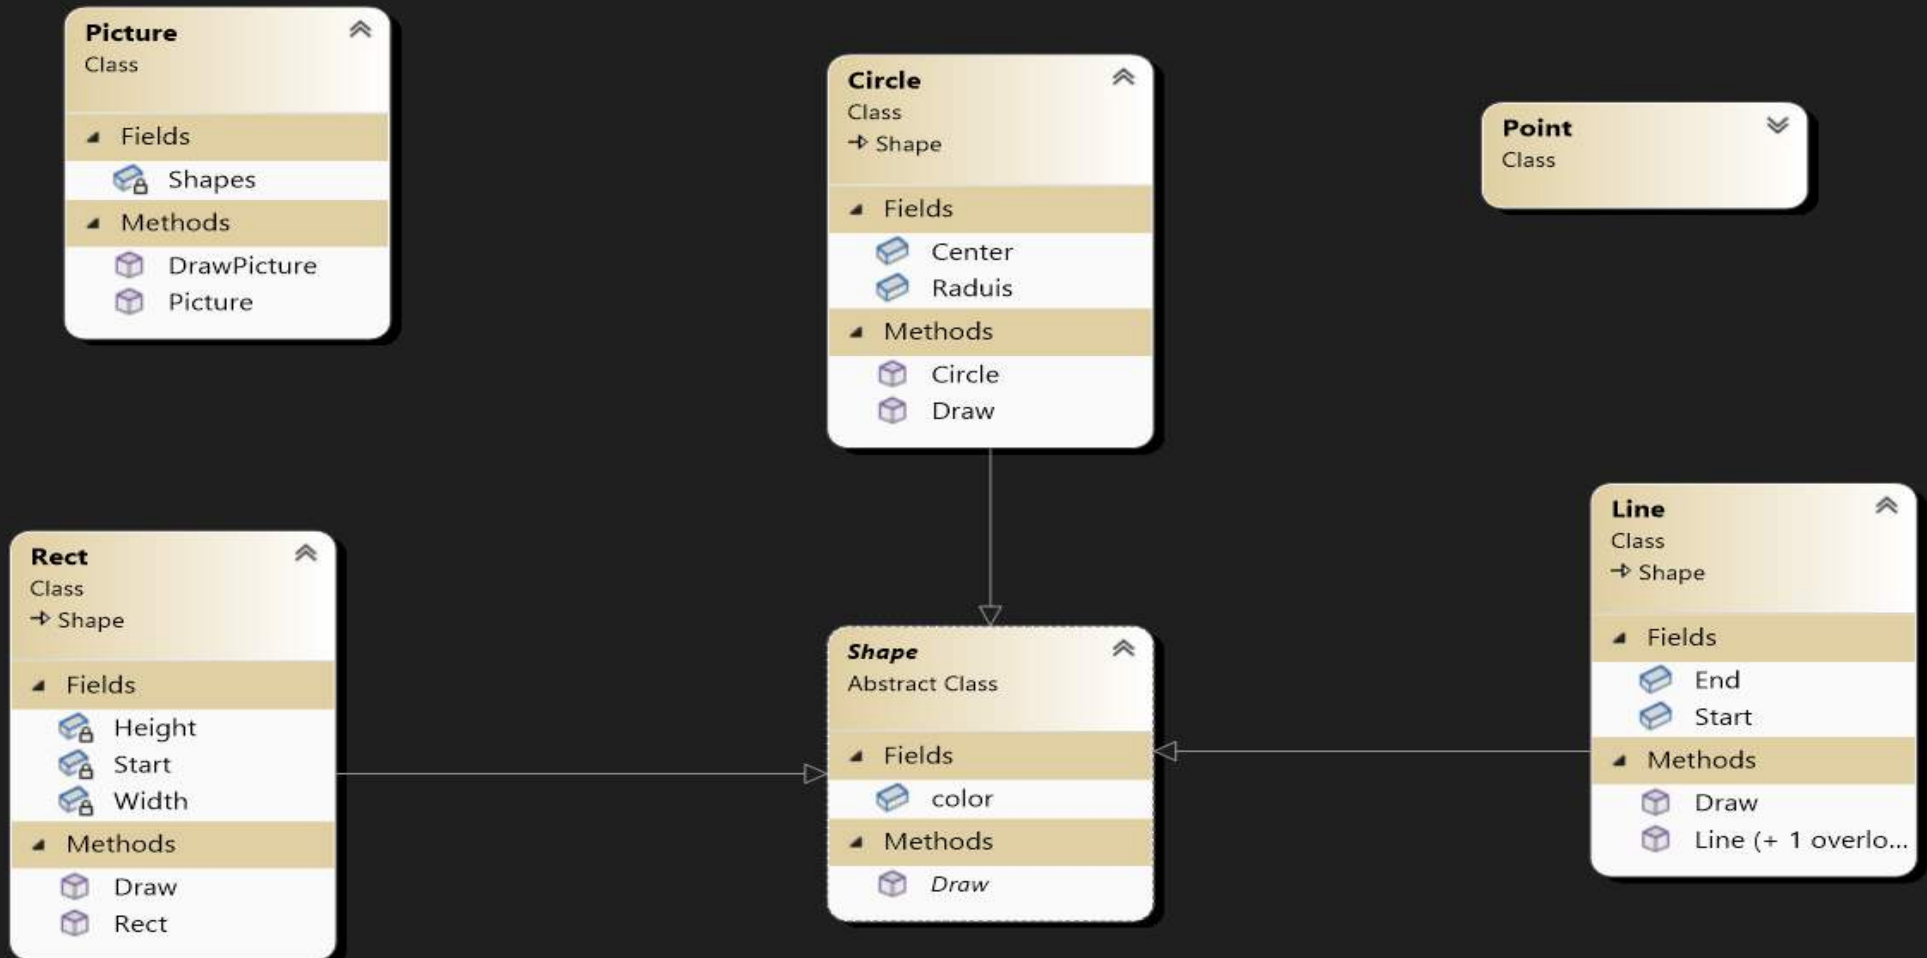 Picture
Class
Fields
Shapes
Methods
DrawPicture
Picture
Circle
Class
Shape
Fields
Center
Raduis
Methods
Circle
Draw
Point
Class
Rect
Class
Shape
Fields
Height
Start
Width
Methods
Draw
Rect
Shape
Abstract Class
Fields
color
Methods
Draw
Line
Class
Shape
Fields
End
Start
Methods
Draw
Line (+ 1 overlo...